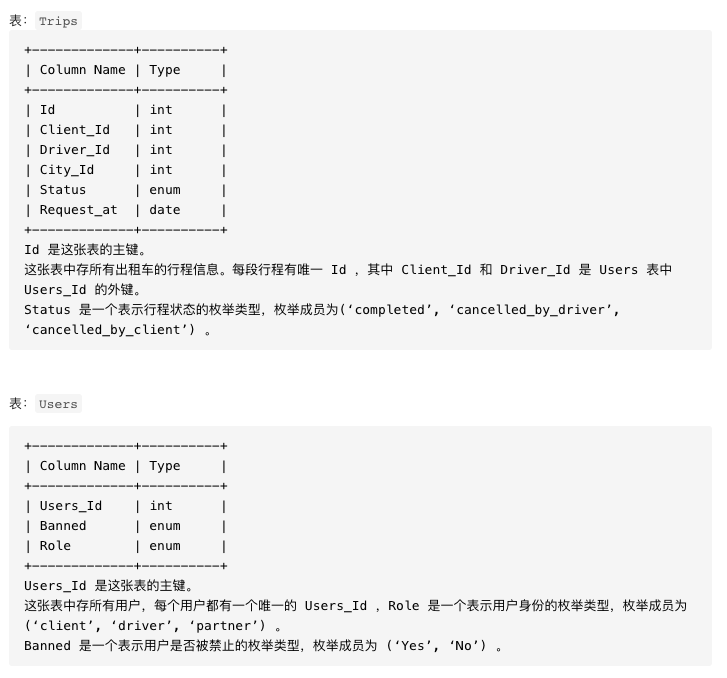 表：Trips
+-------------+----------+
| Column Name | Type     |
+-------------+----------+
| Id          | int      |
| Client_Id   | int      |
| Driver_Id   | int      |
| City_Id     | int      |
| Status      | enum     |
| Request_at  | date     |
+-------------+----------+
Id 是这张表的主键。
这张表中存所有出租车的行程信息。每段行程有唯一 Id ，其中 Client_Id 和 Driver_Id 是 Users 表中
Users_Id 的外键。
Status 是一个表示行程状态的枚举类型，枚举成员为(‘completed’, ‘cancelled_by_driver’,
‘cancelled_by_client’) 。
表：Users
+-------------+----------+
| Column Name | Type     |
+-------------+----------+
| Users_Id    | int      |
| Banned      | enum     |
| Role        | enum     |
+-------------+----------+
Users_Id 是这张表的主键。
这张表中存所有用户，每个用户都有一个唯一的 Users_Id ，Role 是一个表示用户身份的枚举类型，枚举成员为
(‘client’, ‘driver’, ‘partner’) 。
Banned 是一个表示用户是否被禁止的枚举类型，枚举成员为 (‘Yes’, ‘No’) 。